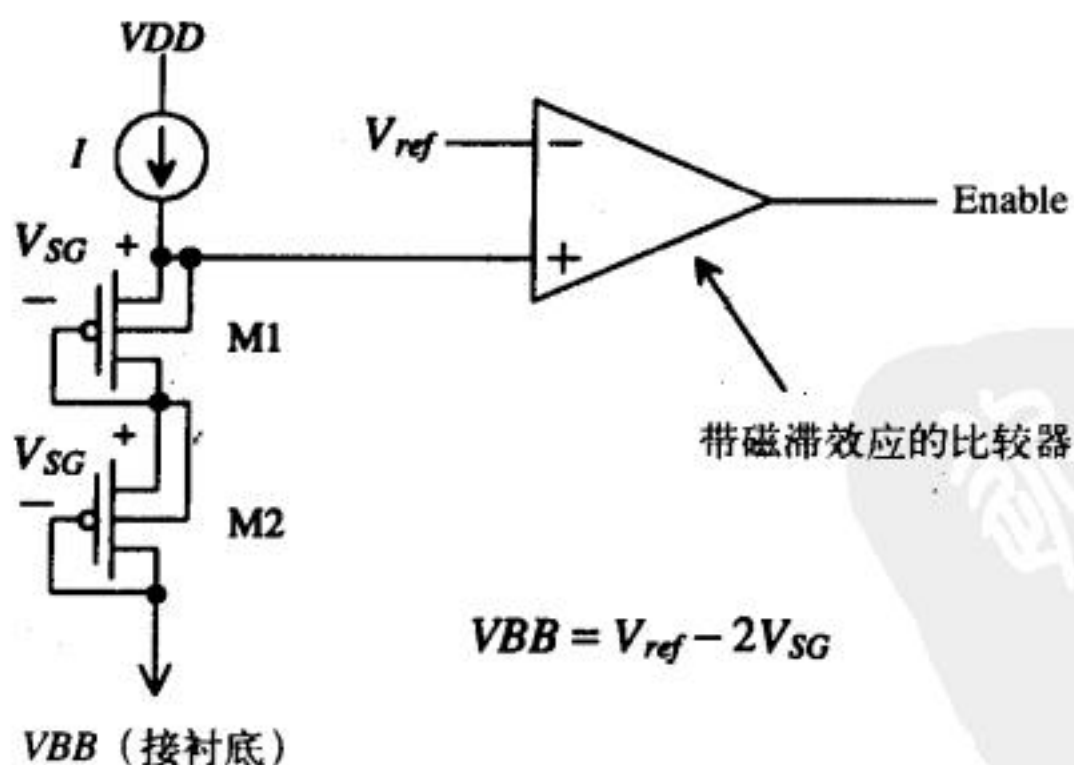 VDD
I
V_ref
−
+
Enable
V_SG +
−
M1
V_SG +
−
M2
带磁滞效应的比较器
VBB = V_ref − 2V_SG
VBB（接衬底）